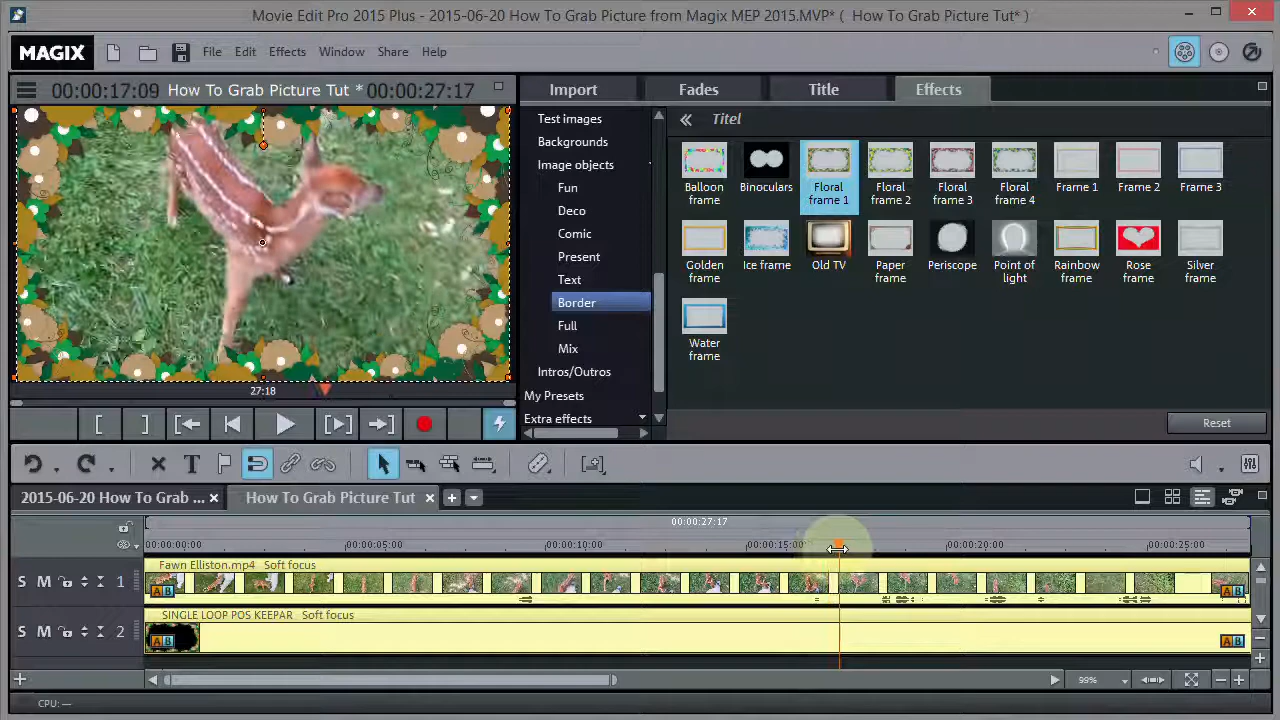 Movie Edit Pro 2015 Plus - 2015-06-20 How To Grab Picture from Magix MEP 2015.MVP* ( How To Grab Picture Tut* )
MAGIX
File Edit Effects Window Share Help
00:00:17:09 How To Grab Picture Tut * 00:00:27:17
Import Fades Title Effects
Test images
Backgrounds
Image objects
Fun
Deco
Comic
Present
Text
Border
Full
Mix
Intros/Outros
My Presets
Extra effects
Titel
Balloon frame
Binoculars
Floral frame 1
Floral frame 2
Floral frame 3
Floral frame 4
Frame 1
Frame 2
Frame 3
Golden frame
Ice frame
Old TV
Paper frame
Periscope
Point of light
Rainbow frame
Rose frame
Silver frame
Water frame
Reset
27:18
2015-06-20 How To Grab ... How To Grab Picture Tut
00:00:27:17
00:00:00:00 00:00:05:00 00:00:10:00 00:00:15:00 00:00:20:00 00:00:25:00
Fawn Elliston.mp4 Soft focus
S M 1
A B A B
SINGLE LOOP POS KEEPAR Soft focus
S M 2
A B A B
99%
CPU: —